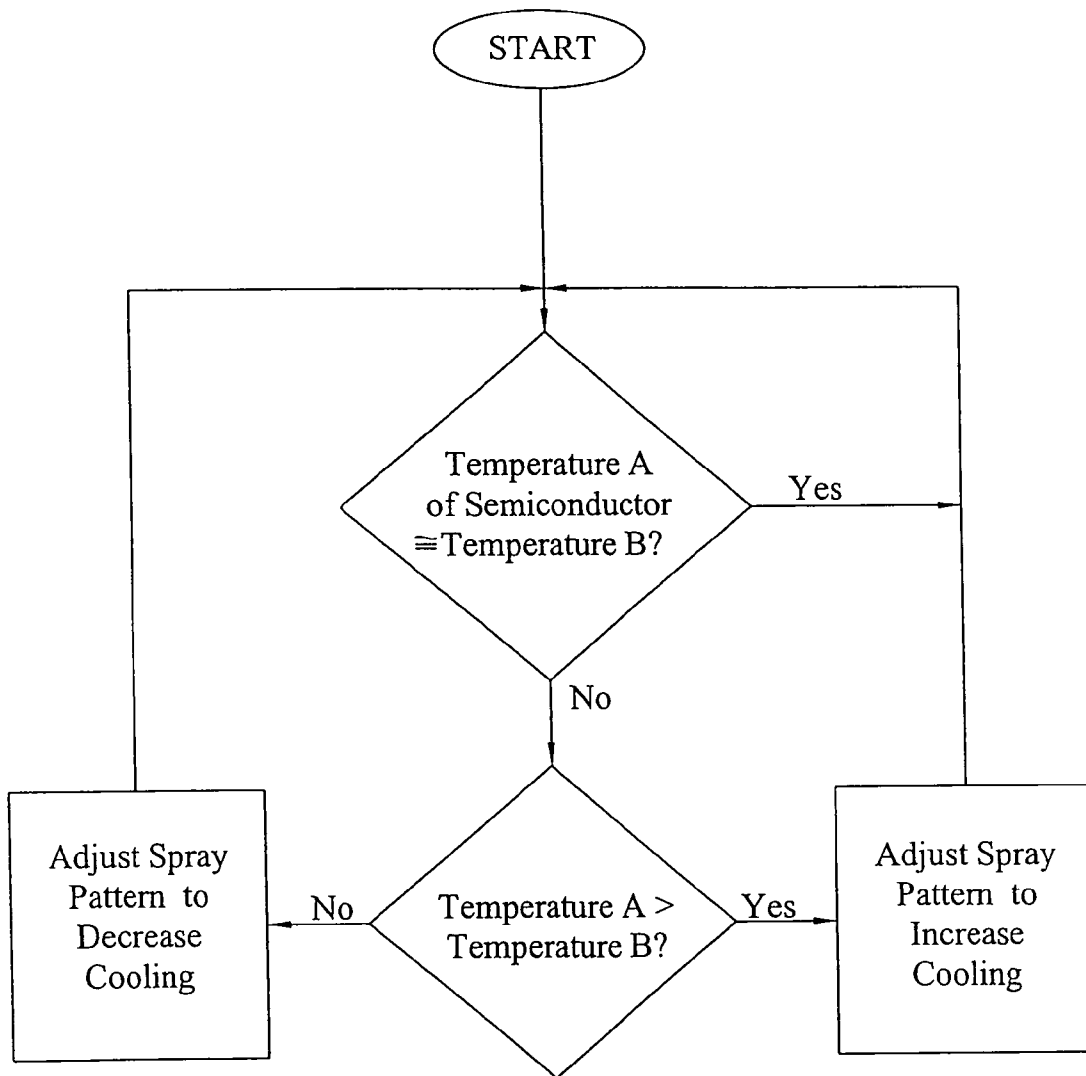 START
Temperature A
of Semiconductor
≅Temperature B?
Yes
No
Adjust Spray
Pattern to
Decrease
Cooling
No
Temperature A >
Temperature B?
Yes
Adjust Spray
Pattern to
Increase
Cooling